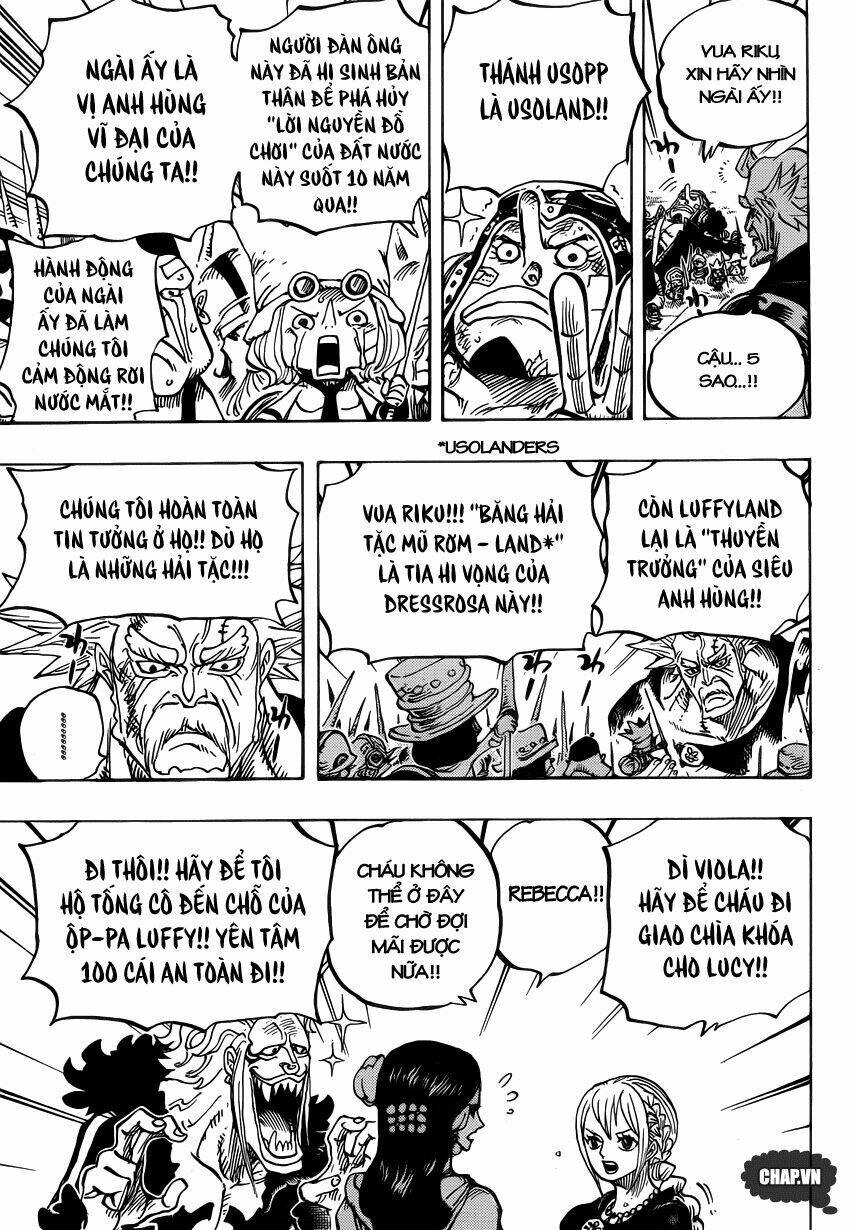 VUA RIKU,
XIN HÃY NHÌN
NGÀI ẤY!!
CẬU... 5
SAO...!!
THÁNH USOPP
LÀ USOLAND!!
NGƯỜI ĐÀN ÔNG
NÀY ĐÃ HI SINH BẢN
THÂN ĐỂ PHÁ HỦY
"LỜI NGUYỀN ĐỒ
CHƠI" CỦA ĐẤT NƯỚC
NÀY SUỐT 10 NĂM
QUA!!
NGÀI ẤY LÀ
VỊ ANH HÙNG
VĨ ĐẠI CỦA
CHÚNG TA!!
HÀNH ĐỘNG
CỦA NGÀI
ẤY ĐÃ LÀM
CHÚNG TÔI
CẢM ĐỘNG RƠI
NƯỚC MẮT!!
*USOLANDERS
CÒN LUFFYLAND
LẠI LÀ "THUYỀN
TRƯỞNG" CỦA SIÊU
ANH HÙNG!!
VUA RIKU!!! "BĂNG HẢI
TẶC MŨ RƠM - LAND*"
LÀ TIA HI VỌNG CỦA
DRESSROSA NÀY!!
CHÚNG TÔI HOÀN TOÀN
TIN TƯỞNG Ở HỌ!! DÙ HỌ
LÀ NHỮNG HẢI TẶC!!!
DÌ VIOLA!!
HÃY ĐỂ CHÁU ĐI
GIAO CHÌA KHÓA
CHO LUCY!!
REBECCA!!
CHÁU KHÔNG
THỂ Ở ĐÂY
ĐỂ CHỜ ĐỢI
MÃI ĐƯỢC
NỮA!!
ĐI THÔI!! HÃY ĐỂ TÔI
HỘ TỐNG CÔ ĐẾN CHỖ CỦA
ỘP-PA LUFFY!! YÊN TÂM
100 CÁI AN TOÀN ĐI!!
CHAP.VN